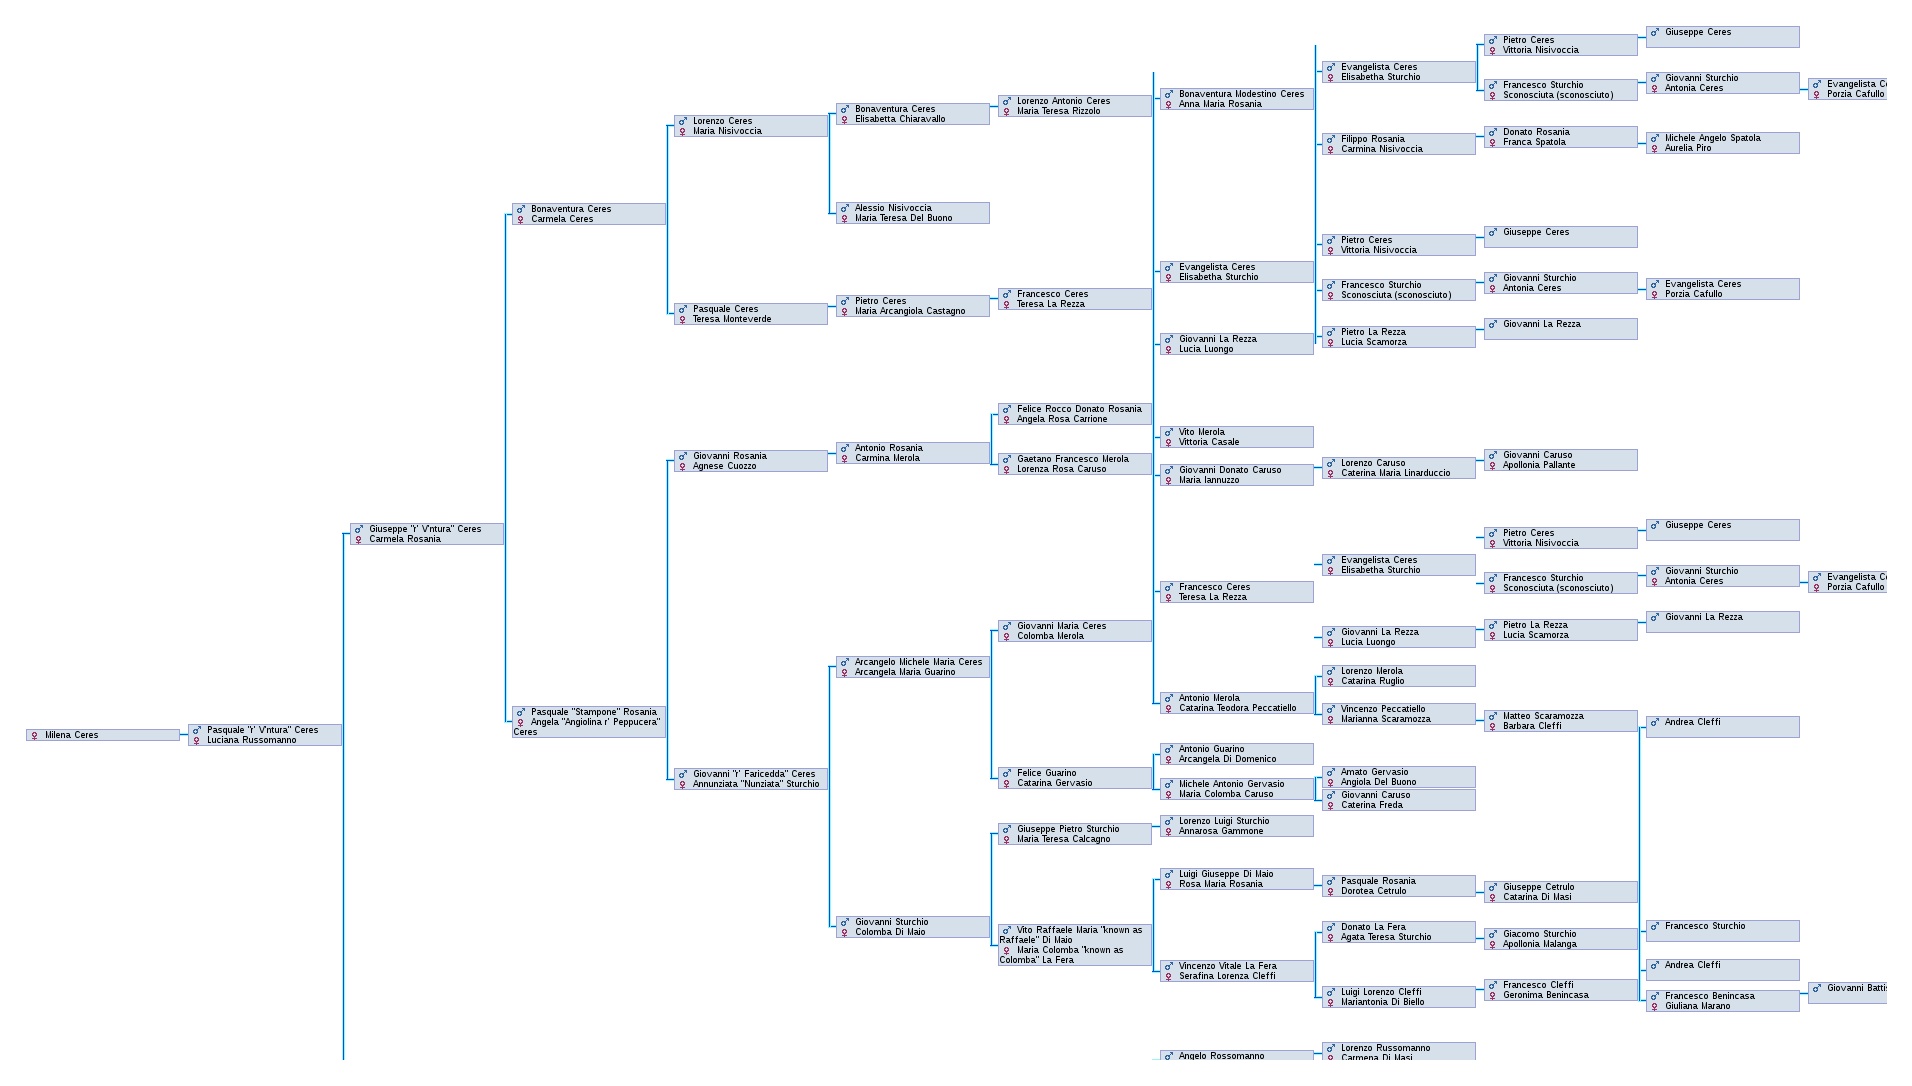 Milena Ceres
Pasquale "r' V'ntura" Ceres
Luciana Russomanno
Giuseppe "r' V'ntura" Ceres
Carmela Rosania
Bonaventura Ceres
Carmela Ceres
Pasquale "Stampone" Rosania
Angela "Angiolina r' Peppucera"
Ceres
Lorenzo Ceres
Maria Nisivoccia
Pasquale Ceres
Teresa Monteverde
Giovanni Rosania
Agnese Cuozzo
Giovanni "r' Faricedda" Ceres
Annunziata "Nunziata" Sturchio
Bonaventura Ceres
Elisabetta Chiaravallo
Alessio Nisivoccia
Maria Teresa Del Buono
Pietro Ceres
Maria Arcangiola Castagno
Antonio Rosania
Carmina Merola
Arcangelo Michele Maria Ceres
Arcangela Maria Guarino
Giovanni Sturchio
Colomba Di Maio
Lorenzo Antonio Ceres
Maria Teresa Rizzolo
Francesco Ceres
Teresa La Rezza
Felice Rocco Donato Rosania
Angela Rosa Carrione
Gaetano Francesco Merola
Lorenza Rosa Caruso
Giovanni Maria Ceres
Colomba Merola
Felice Guarino
Catarina Gervasio
Giuseppe Pietro Sturchio
Maria Teresa Calcagno
Vito Raffaele Maria "known as
Raffaele" Di Maio
Maria Colomba "known as
Colomba" La Fera
Bonaventura Modestino Ceres
Anna Maria Rosania
Evangelista Ceres
Elisabetha Sturchio
Giovanni La Rezza
Lucia Luongo
Vito Merola
Vittoria Casale
Giovanni Donato Caruso
Maria Iannuzzo
Francesco Ceres
Teresa La Rezza
Antonio Merola
Catarina Teodora Peccatiello
Antonio Guarino
Arcangela Di Domenico
Michele Antonio Gervasio
Maria Colomba Caruso
Lorenzo Luigi Sturchio
Annarosa Gammone
Luigi Giuseppe Di Maio
Rosa Maria Rosania
Vincenzo Vitale La Fera
Serafina Lorenza Cleffi
Angelo Rossomanno
Evangelista Ceres
Elisabetha Sturchio
Filippo Rosania
Carmina Nisivoccia
Pietro Ceres
Vittoria Nisivoccia
Francesco Sturchio
Sconosciuta (sconosciuto)
Pietro La Rezza
Lucia Scamorza
Lorenzo Caruso
Caterina Maria Linarduccio
Evangelista Ceres
Elisabetha Sturchio
Giovanni La Rezza
Lucia Luongo
Lorenzo Merola
Catarina Ruglio
Vincenzo Peccatiello
Marianna Scaramozza
Amato Gervasio
Angiola Del Buono
Giovanni Caruso
Caterina Freda
Pasquale Rosania
Dorotea Cetrulo
Donato La Fera
Agata Teresa Sturchio
Luigi Lorenzo Cleffi
Mariantonia Di Biello
Lorenzo Russomanno
Carmena Di Masi
Pietro Ceres
Vittoria Nisivoccia
Francesco Sturchio
Sconosciuta (sconosciuto)
Donato Rosania
Franca Spatola
Giuseppe Ceres
Giovanni Sturchio
Antonia Ceres
Giovanni La Rezza
Giovanni Caruso
Apollonia Pallante
Pietro Ceres
Vittoria Nisivoccia
Francesco Sturchio
Sconosciuta (sconosciuto)
Pietro La Rezza
Lucia Scamorza
Matteo Scaramozza
Barbara Cleffi
Giuseppe Cetrulo
Catarina Di Masi
Giacomo Sturchio
Apollonia Malanga
Francesco Cleffi
Geronima Benincasa
Giuseppe Ceres
Giovanni Sturchio
Antonia Ceres
Michele Angelo Spatola
Aurelia Piro
Evangelista Ceres
Porzia Cafullo
Giuseppe Ceres
Giovanni Sturchio
Antonia Ceres
Giovanni La Rezza
Andrea Cleffi
Francesco Sturchio
Andrea Cleffi
Francesco Benincasa
Giuliana Marano
Evangelista
Porzia Cafullo
Evangelista
Porzia Cafullo
Giovanni